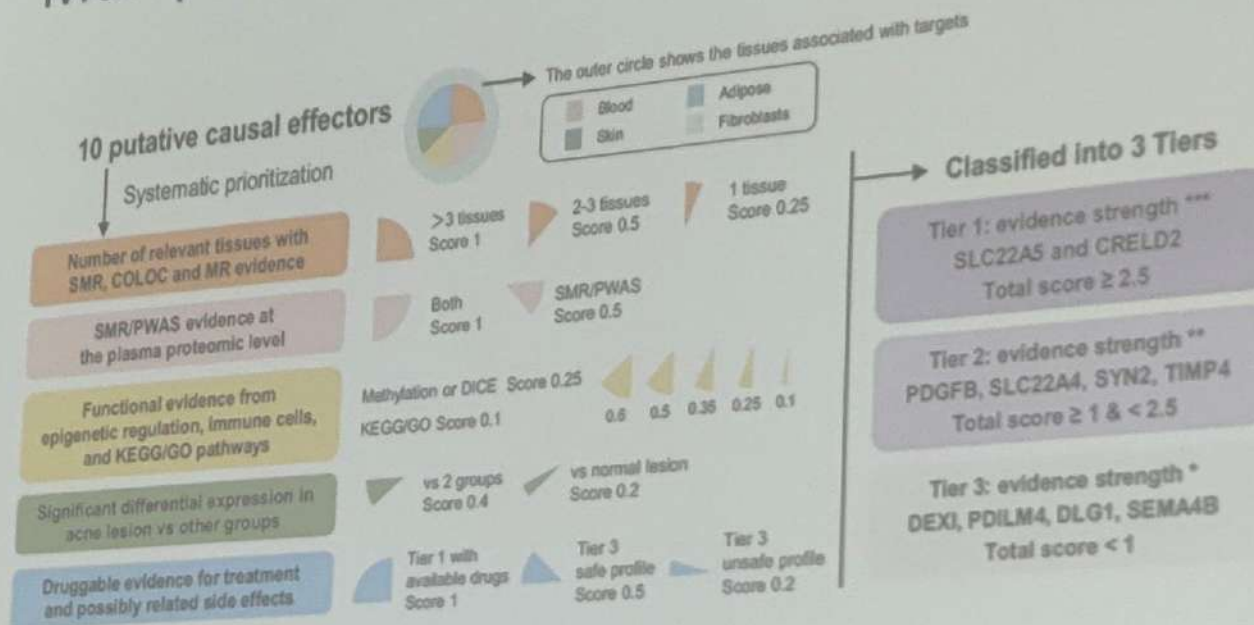 The outer circle shows the tissues associated with targets
Blood
Adipose
Skin
Fibroblasts
10 putative causal effectors
Systematic prioritization
Number of relevant tissues with
SMR, COLOC and MR evidence
>3 tissues
Score 1
2-3 tissues
Score 0.5
1 tissue
Score 0.25
SMR/PWAS evidence at
the plasma proteomic level
Both
Score 1
SMR/PWAS
Score 0.5
Functional evidence from
epigenetic regulation, immune cells,
and KEGG/GO pathways
Methylation or DICE Score 0.25
KEGG/GO Score 0.1
0.6 0.5 0.35 0.25 0.1
Significant differential expression in
acne lesion vs other groups
vs 2 groups
Score 0.4
vs normal lesion
Score 0.2
Druggable evidence for treatment
and possibly related side effects
Tier 1 with
available drugs
Score 1
Tier 3
safe profile
Score 0.5
Tier 3
unsafe profile
Score 0.2
Classified into 3 Tiers
Tier 1: evidence strength ***
SLC22A5 and CRELD2
Total score ≥ 2.5
Tier 2: evidence strength **
PDGFB, SLC22A4, SYN2, TIMP4
Total score ≥ 1 & < 2.5
Tier 3: evidence strength *
DEXI, PDILM4, DLG1, SEMA4B
Total score < 1